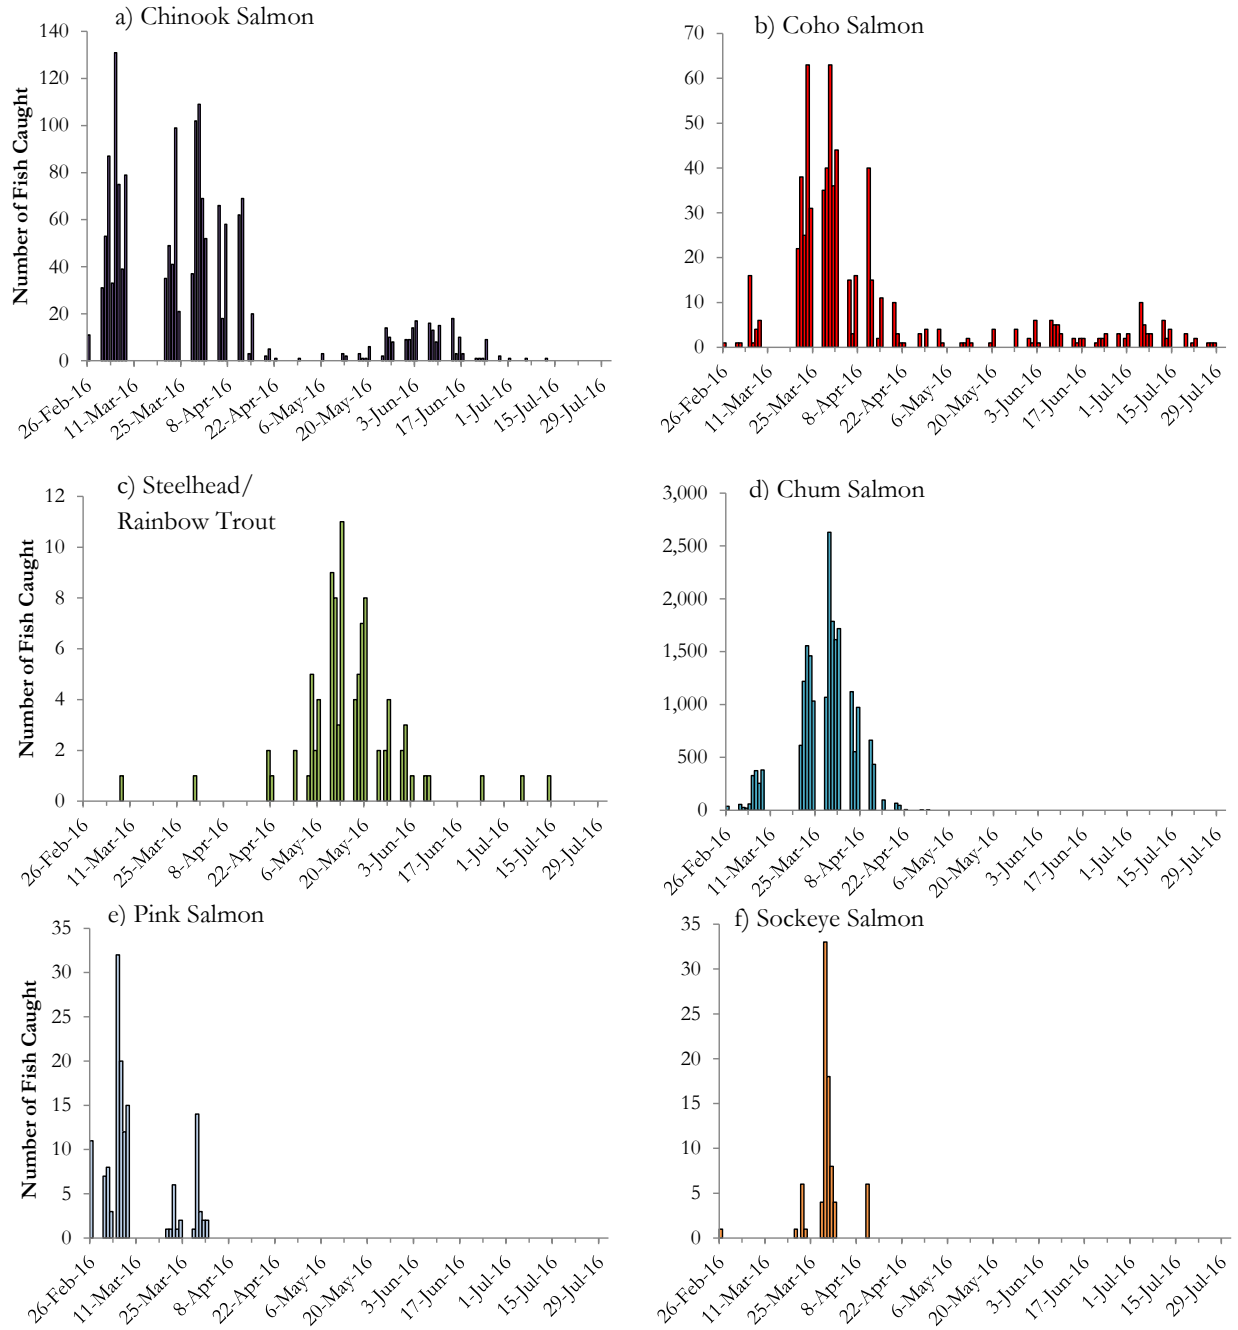 a) Chinook Salmon
Number of Fish Caught
140
120
100
80
60
40
20
0
26-Feb-16
11-Mar-16
25-Mar-16
8-Apr-16
22-Apr-16
6-May-16
20-May-16
3-Jun-16
17-Jun-16
1-Jul-16
15-Jul-16
29-Jul-16
b) Coho Salmon
70
60
50
40
30
20
10
0
26-Feb-16
11-Mar-16
25-Mar-16
8-Apr-16
22-Apr-16
6-May-16
20-May-16
3-Jun-16
17-Jun-16
1-Jul-16
15-Jul-16
29-Jul-16
c) Steelhead/
Rainbow Trout
Number of Fish Caught
12
10
8
6
4
2
0
26-Feb-16
11-Mar-16
25-Mar-16
8-Apr-16
22-Apr-16
6-May-16
20-May-16
3-Jun-16
17-Jun-16
1-Jul-16
15-Jul-16
29-Jul-16
d) Chum Salmon
3,000
2,500
2,000
1,500
1,000
500
0
26-Feb-16
11-Mar-16
25-Mar-16
8-Apr-16
22-Apr-16
6-May-16
20-May-16
3-Jun-16
17-Jun-16
1-Jul-16
15-Jul-16
29-Jul-16
e) Pink Salmon
Number of Fish Caught
35
30
25
20
15
10
5
0
26-Feb-16
11-Mar-16
25-Mar-16
8-Apr-16
22-Apr-16
6-May-16
20-May-16
3-Jun-16
17-Jun-16
1-Jul-16
15-Jul-16
29-Jul-16
f) Sockeye Salmon
35
30
25
20
15
10
5
0
26-Feb-16
11-Mar-16
25-Mar-16
8-Apr-16
22-Apr-16
6-May-16
20-May-16
3-Jun-16
17-Jun-16
1-Jul-16
15-Jul-16
29-Jul-16